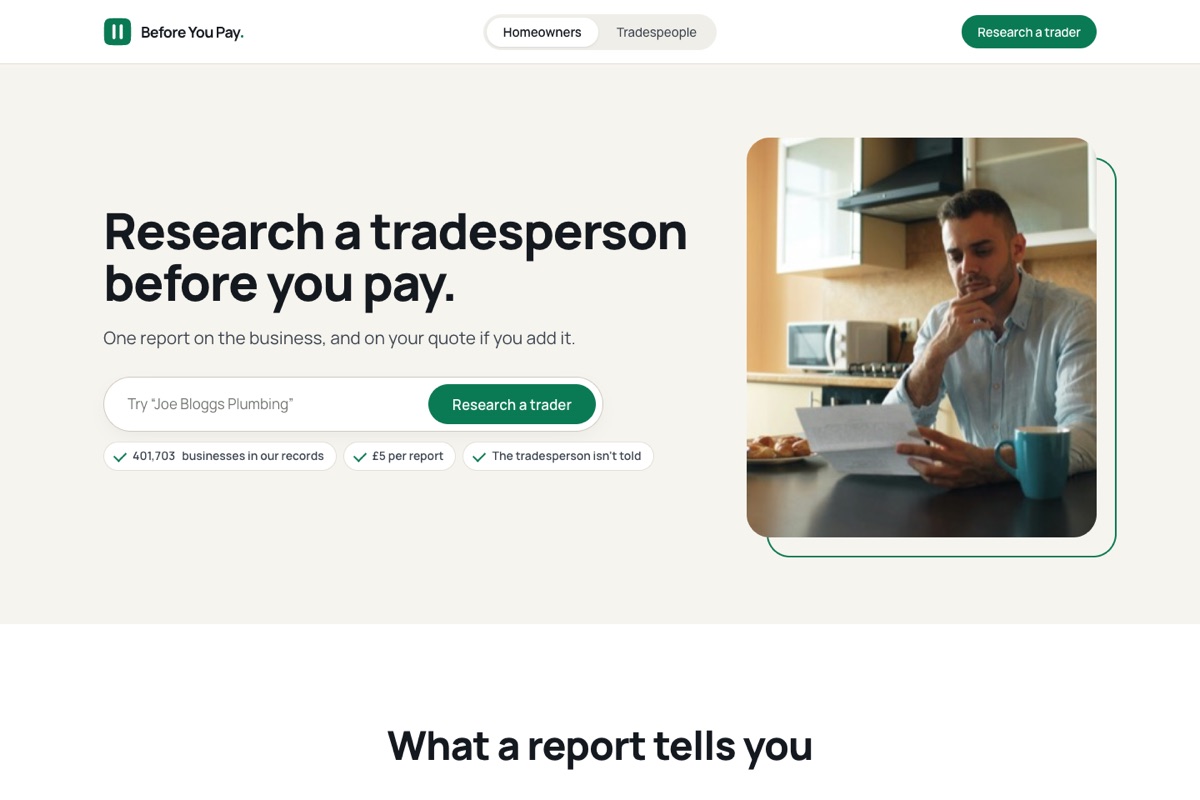 Before You Pay.
Homeowners
Tradespeople
Research a trader
Research a tradesperson
before you pay.
One report on the business, and on your quote if you add it.
Try “Joe Bloggs Plumbing”
Research a trader
401,703 businesses in our records
£5 per report
The tradesperson isn't told
What a report tells you